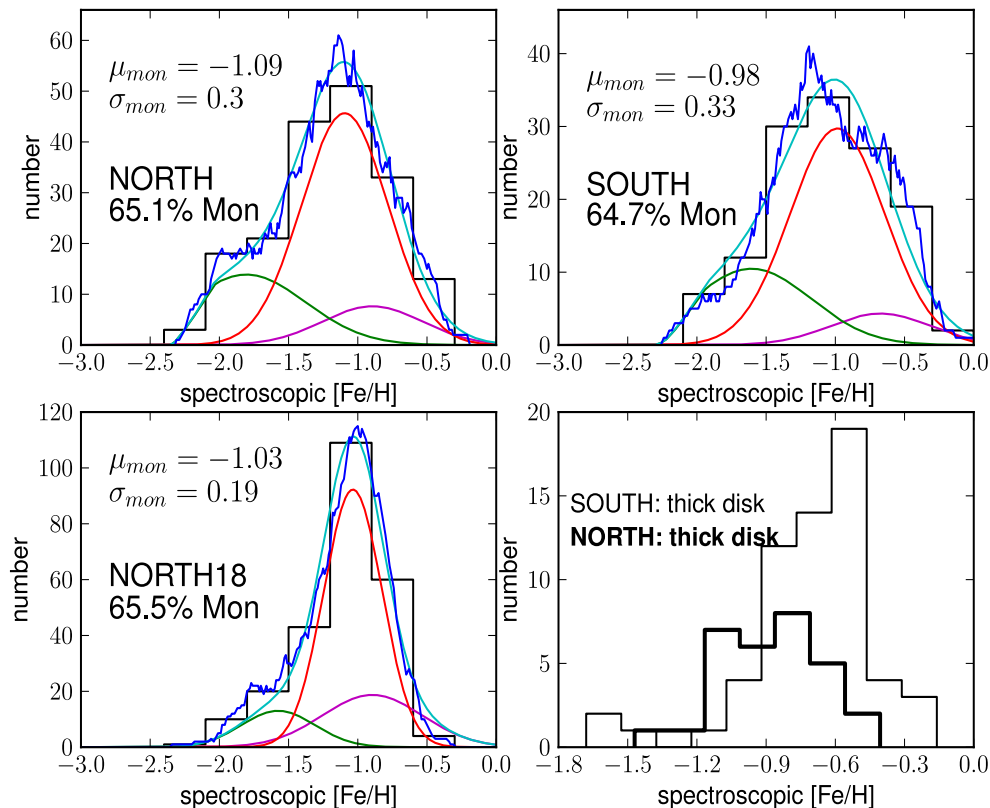 60
50
40
30
20
10
0
number
μ_mon = −1.09
σ_mon = 0.3
NORTH
65.1% Mon
−3.0 −2.5 −2.0 −1.5 −1.0 −0.5 0.0
spectroscopic [Fe/H]
40
30
20
10
0
number
μ_mon = −0.98
σ_mon = 0.33
SOUTH
64.7% Mon
−3.0 −2.5 −2.0 −1.5 −1.0 −0.5 0.0
spectroscopic [Fe/H]
120
100
80
60
40
20
0
number
μ_mon = −1.03
σ_mon = 0.19
NORTH18
65.5% Mon
−3.0 −2.5 −2.0 −1.5 −1.0 −0.5 0.0
spectroscopic [Fe/H]
20
15
10
5
0
number
SOUTH: thick disk
NORTH: thick disk
−1.8 −1.5 −1.2 −0.9 −0.6 −0.3 0.0
spectroscopic [Fe/H]